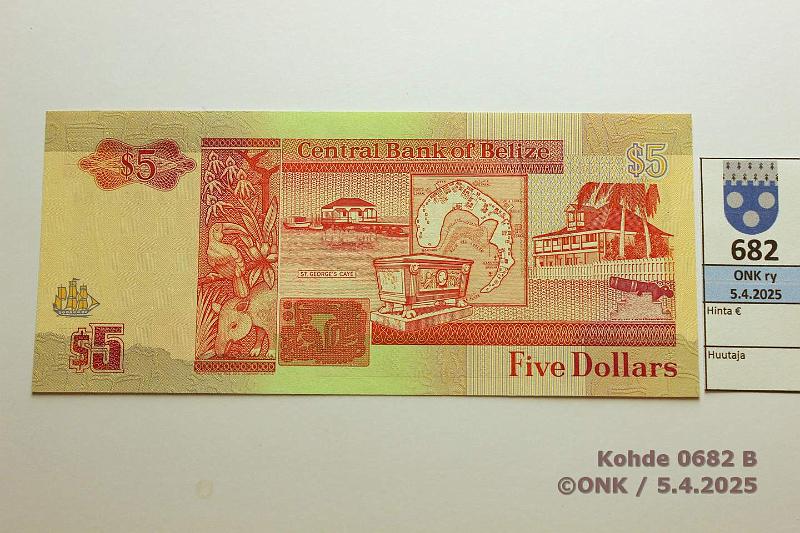 Central Bank of Belize
$5
$5
ST. GEORGE'S CAYE
$5
Five Dollars
682
ONK ry
5.4.2025
Hinta €
Huutaja
Kohde 0682 B
©ONK / 5.4.2025